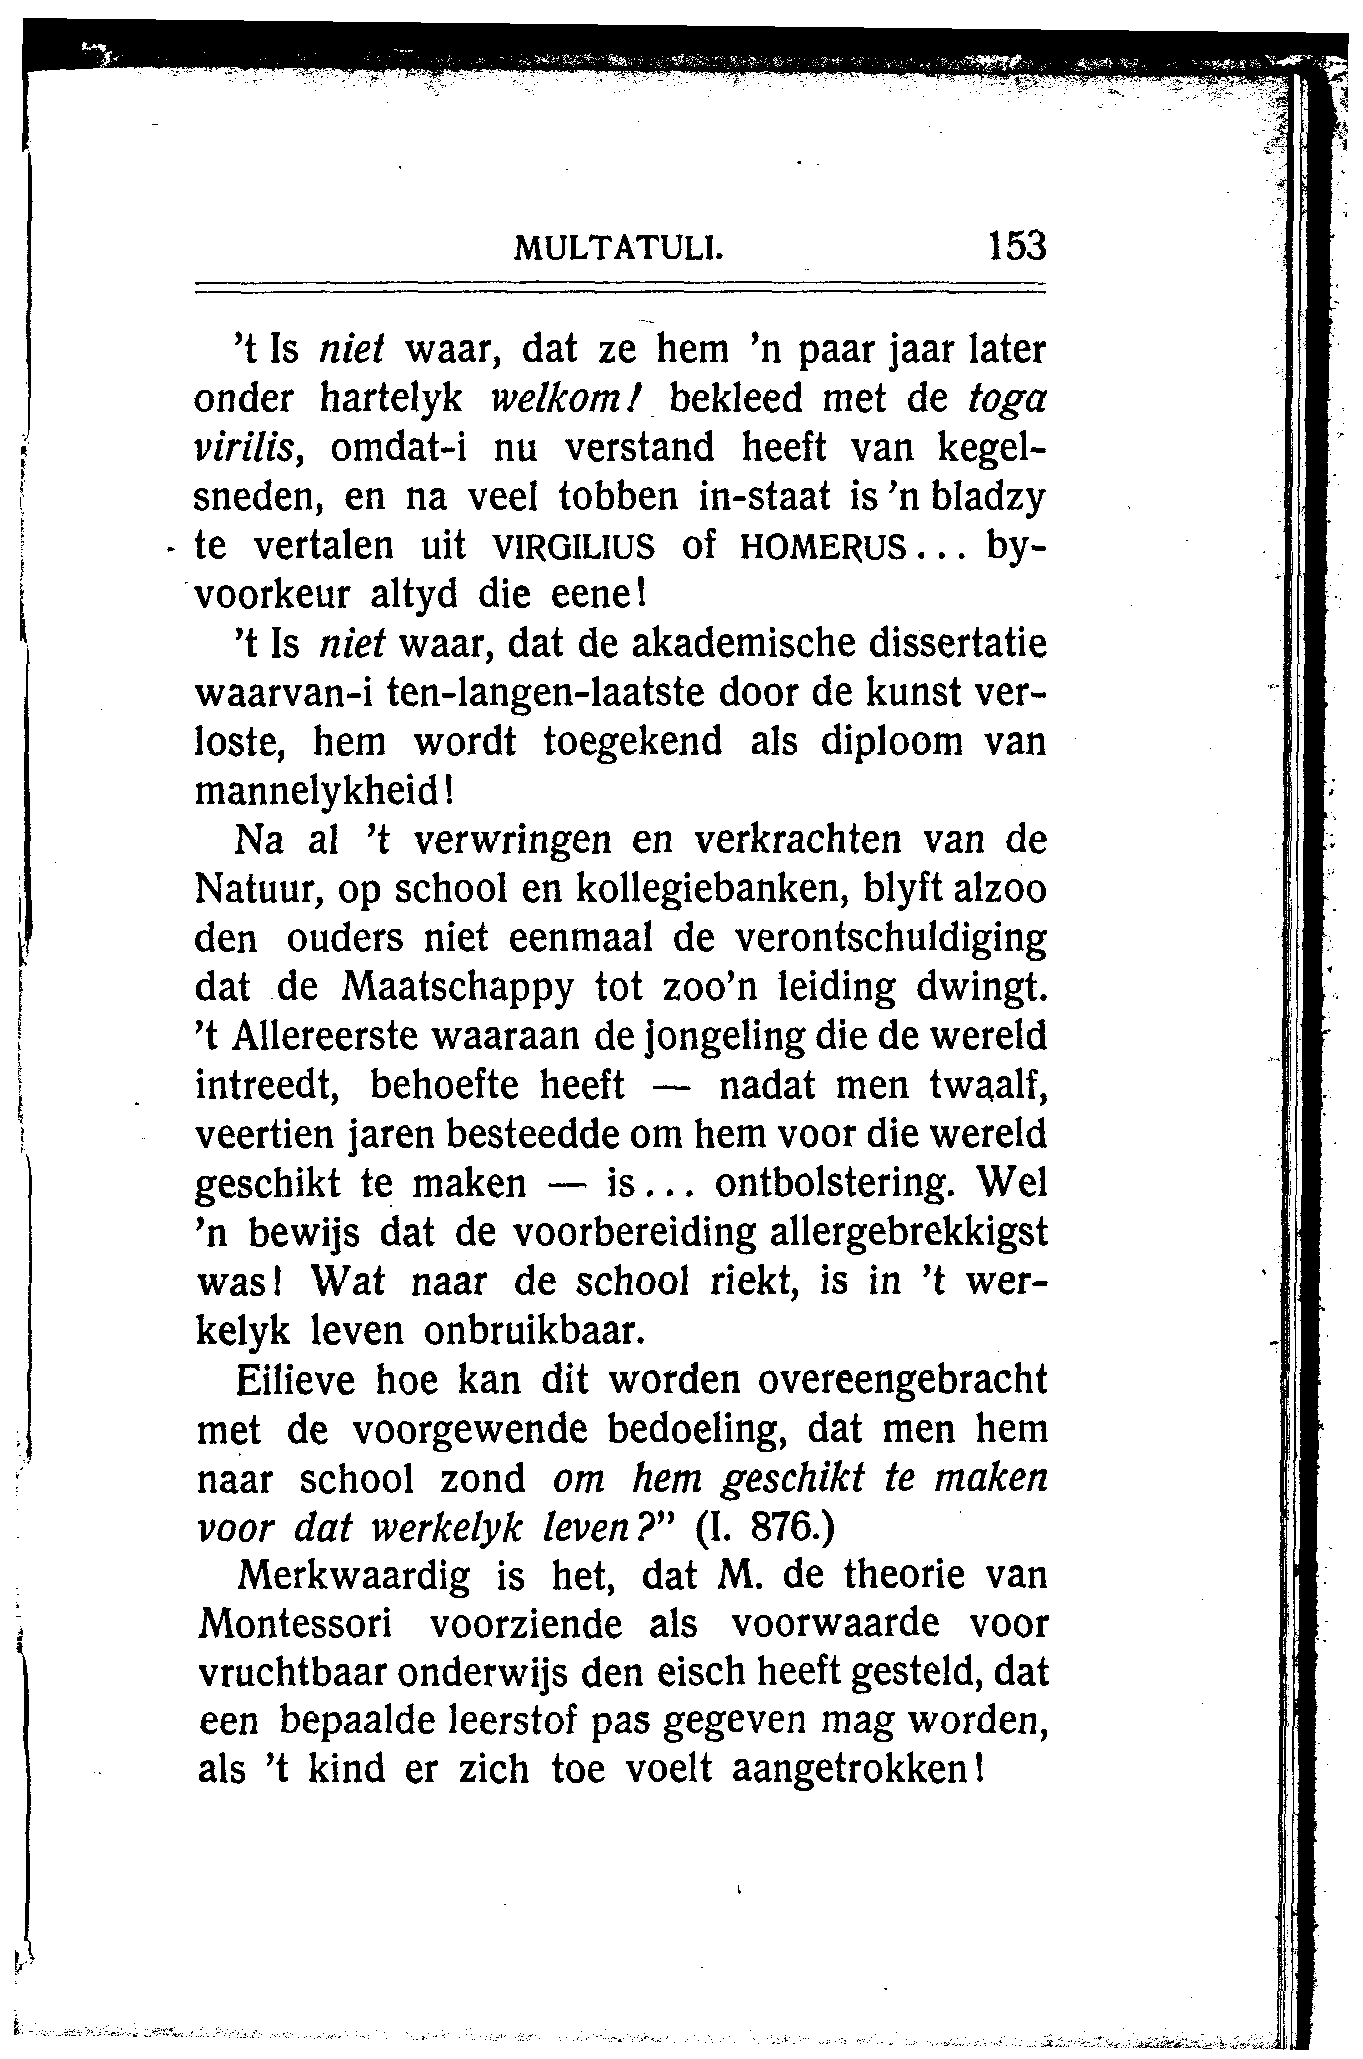 MULTATULI. 153
't Is niet waar, dat ze hem 'n paar jaar later
onder hartelyk welkom! bekleed met de toga
virilis, omdat-i nu verstand heeft van kegel-
sneden, en na veel tobben in-staat is 'n bladzy
te vertalen uit VIRGILIUS of HOMERUS... by-
voorkeur altyd die eene!
't Is niet waar, dat de akademische dissertatie
waarvan-i ten-langen-laatste door de kunst ver-
loste, hem wordt toegekend als diploom van
mannelykheid!
Na al 't verwringen en verkrachten van de
Natuur, op school en kollegiebanken, blyft alzoo
den ouders niet eenmaal de verontschuldiging
dat de Maatschappy tot zoo'n leiding dwingt.
't Allereerste waaraan de jongeling die de wereld
intreedt, behoefte heeft — nadat men twaalf,
veertien jaren besteedde om hem voor die wereld
geschikt te maken — is... ontbolstering. Wel
'n bewijs dat de voorbereiding allergebrekkigst
was! Wat naar de school riekt, is in 't wer-
kelyk leven onbruikbaar.
Eilieve hoe kan dit worden overeengebracht
met de voorgewende bedoeling, dat men hem
naar school zond om hem geschikt te maken
voor dat werkelyk leven?" (I. 876.)
Merkwaardig is het, dat M. de theorie van
Montessori voorziende als voorwaarde voor
vruchtbaar onderwijs den eisch heeft gesteld, dat
een bepaalde leerstof pas gegeven mag worden,
als 't kind er zich toe voelt aangetrokken!